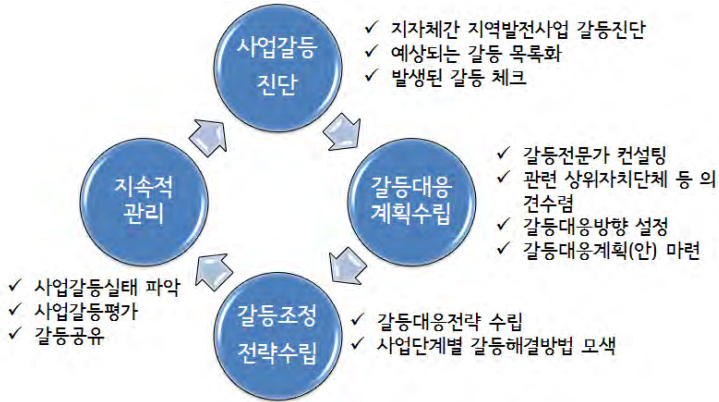 사업갈등
진단
✓ 지자체간 지역발전사업 갈등진단
✓ 예상되는 갈등 목록화
✓ 발생된 갈등 체크
갈등대응
계획수립
✓ 갈등전문가 컨설팅
✓ 관련 상위자치단체 등 의
견수렴
✓ 갈등대응방향 설정
✓ 갈등대응계획(안) 마련
갈등조정
전략수립
✓ 갈등대응전략 수립
✓ 사업단계별 갈등해결방법 모색
지속적
관리
✓ 사업갈등실태 파악
✓ 사업갈등평가
✓ 갈등공유